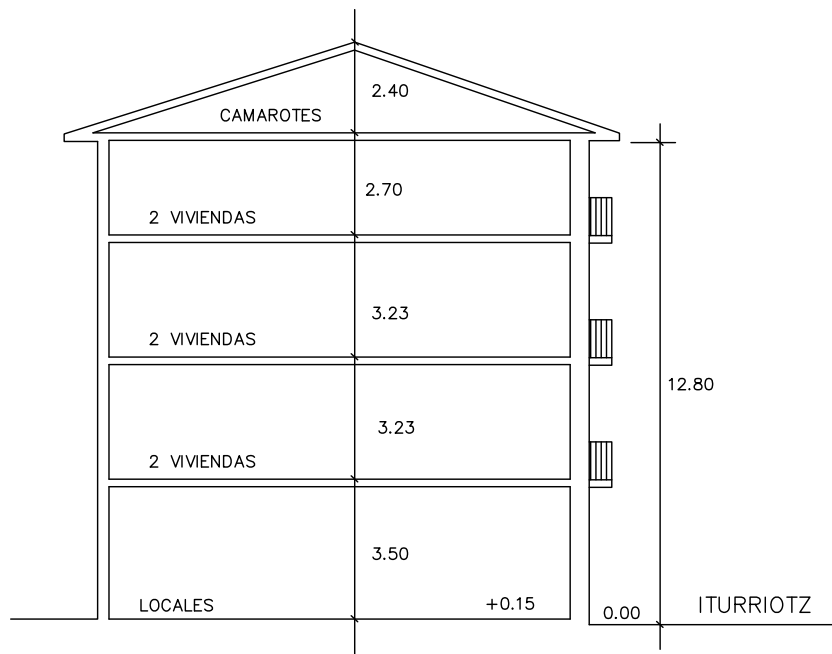 2.40
CAMAROTES
2.70
2 VIVIENDAS
3.23
2 VIVIENDAS
12.80
3.23
2 VIVIENDAS
3.50
LOCALES
+0.15
0.00
ITURRIOTZ